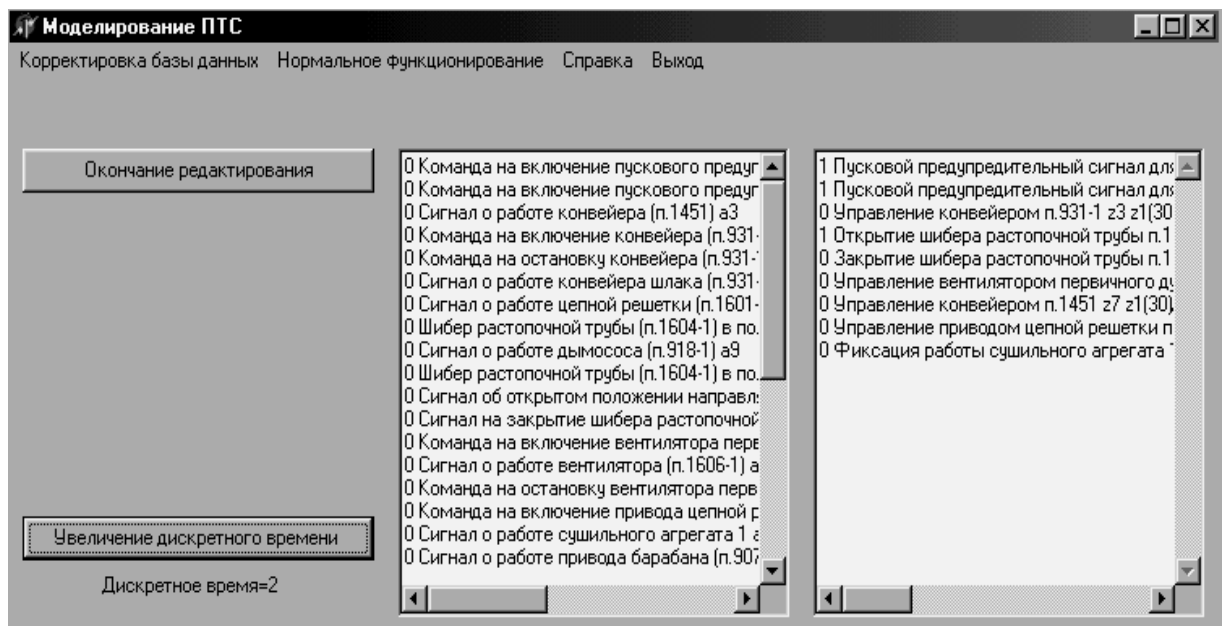 Моделирование ПТС
Корректировка базы данных Нормальное функционирование Справка Выход
Окончание редактирования
0 Команда на включение пускового предуп
0 Команда на включение пускового предуп
0 Сигнал о работе конвейера (п.1451) а3
0 Команда на включение конвейера (п.931-
0 Команда на остановку конвейера (п.931-
0 Сигнал о работе конвейера шлака (п.931-
0 Сигнал о работе цепной решетки (п.1601-
0 Шибер растопочной трубы (п.1604-1) в по
0 Сигнал о работе дымососа (п.918-1) а9
0 Шибер растопочной трубы (п.1604-1) в по
0 Сигнал об открытом положении направл
0 Сигнал на закрытие шибера растопочной
0 Команда на включение вентилятора перв
0 Сигнал о работе вентилятора (п.1606-1) а
0 Команда на остановку вентилятора перв
0 Команда на включение привода цепной р
0 Сигнал о работе сушильного агрегата 1 а
0 Сигнал о работе привода барабана (п.907
1 Пусковой предупредительный сигнал для
1 Пусковой предупредительный сигнал для
0 Управление конвейером п.931-1 z3 z1(30
1 Открытие шибера растопочной трубы п.1
0 Закрытие шибера растопочной трубы п.1
0 Управление вентилятором первичного ду
0 Управление конвейером п.1451 z7 z1(30)
0 Управление приводом цепной решетки п
0 Фиксация работы сушильного агрегата
Увеличение дискретного времени
Дискретное время=2